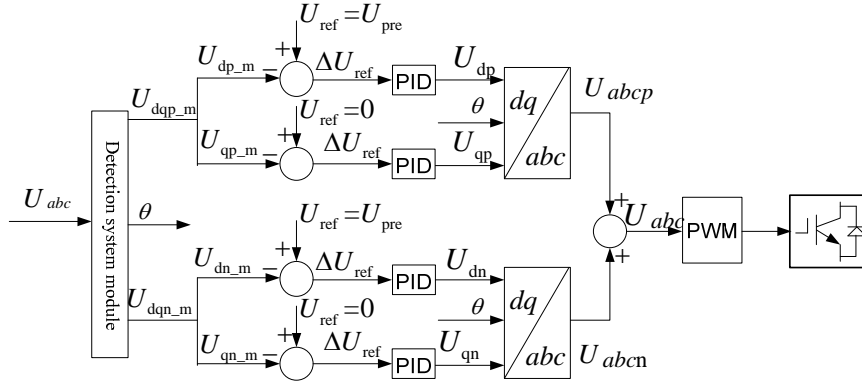 U_ref=U_pre
U_dp_m
+
−
ΔU_ref
PID
U_dp
U_dqp_m
U_ref=0
θ
dq
abc
U_abcp
U_qp_m
+
−
ΔU_ref
PID
U_qp
U_abc
Detection system module
θ
U_ref=U_pre
+
U_abc
+
PWM
U_dn_m
+
−
ΔU_ref
PID
U_dn
U_dqn_m
U_ref=0
θ
dq
abc
U_abcn
U_qn_m
+
−
ΔU_ref
PID
U_qn